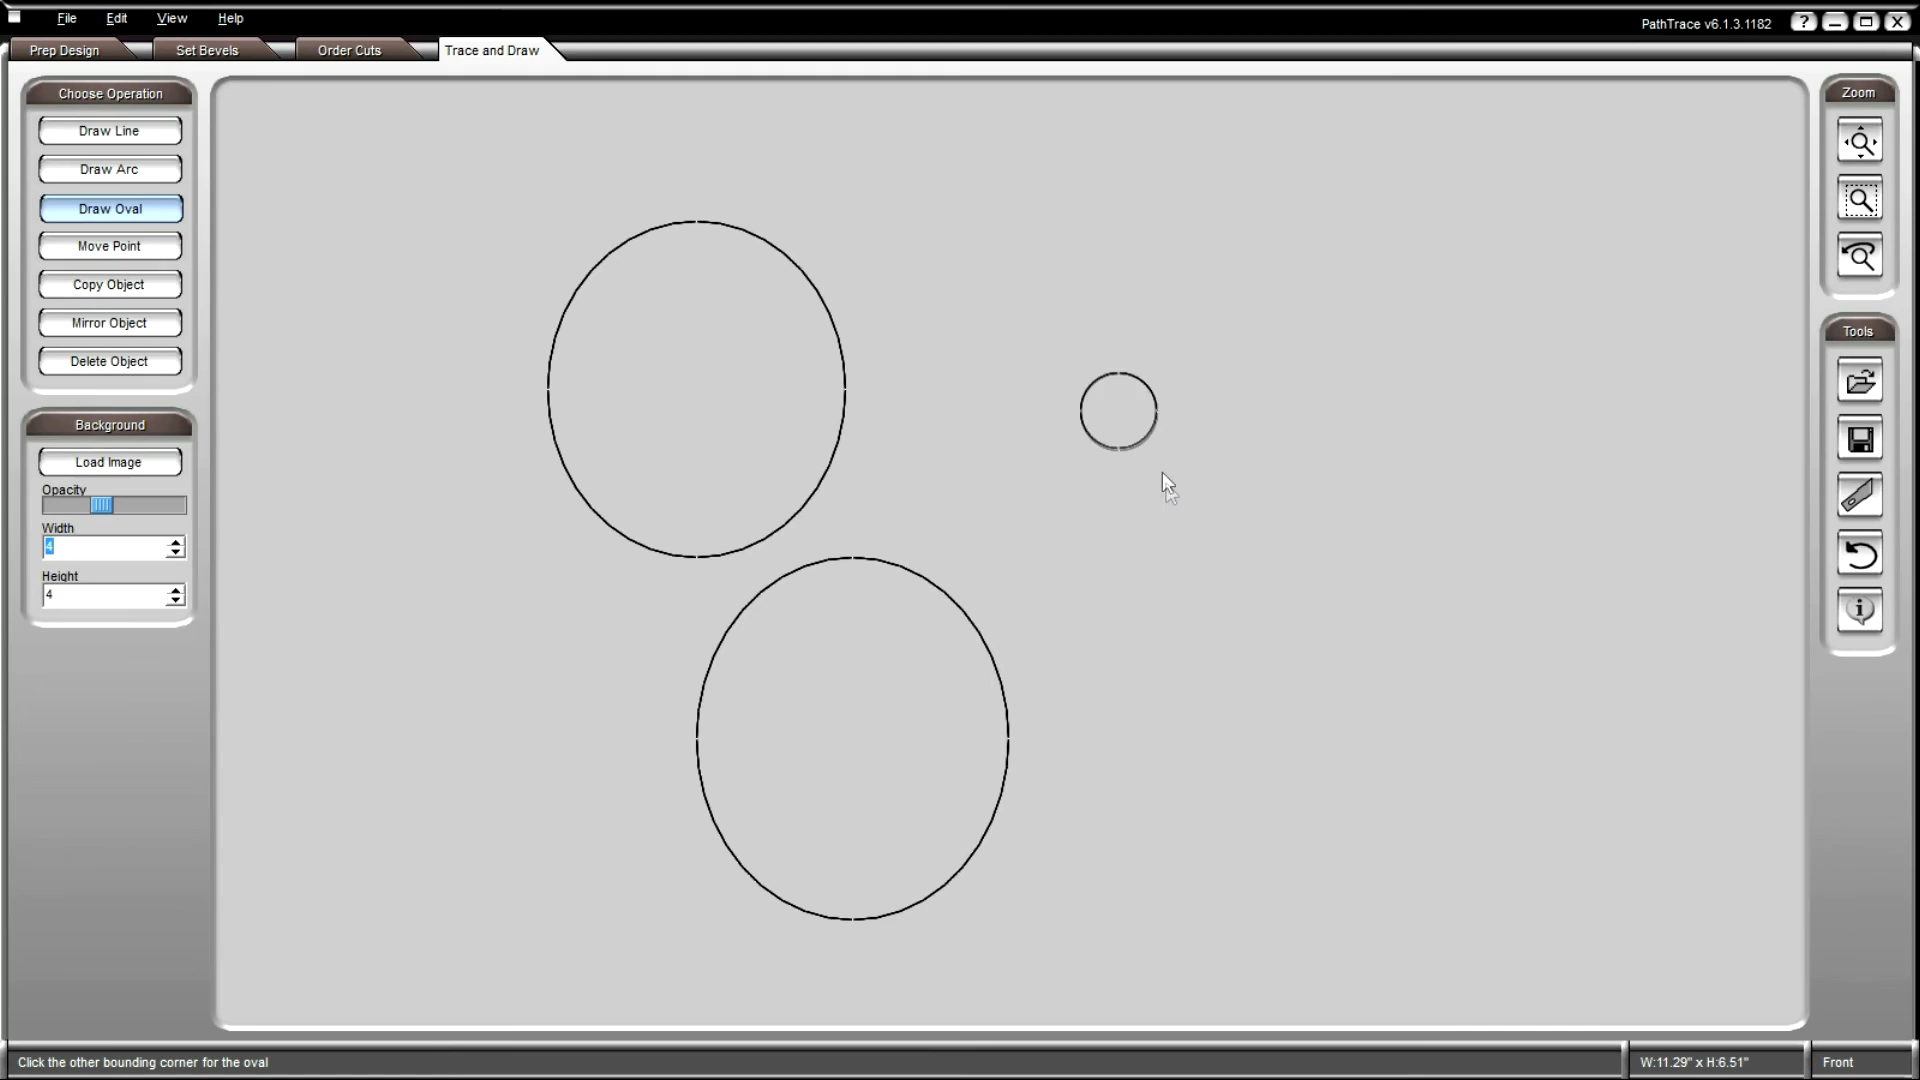 File Edit View Help
PathTrace v6.1.3.1182
Prep Design Set Bevels Order Cuts Trace and Draw
Choose Operation
Draw Line
Draw Arc
Draw Oval
Move Point
Copy Object
Mirror Object
Delete Object
Background
Load Image
Opacity
Width
4
Height
4
Zoom
Tools
Click the other bounding corner for the oval
W:11.29" x H:6.51"
Front